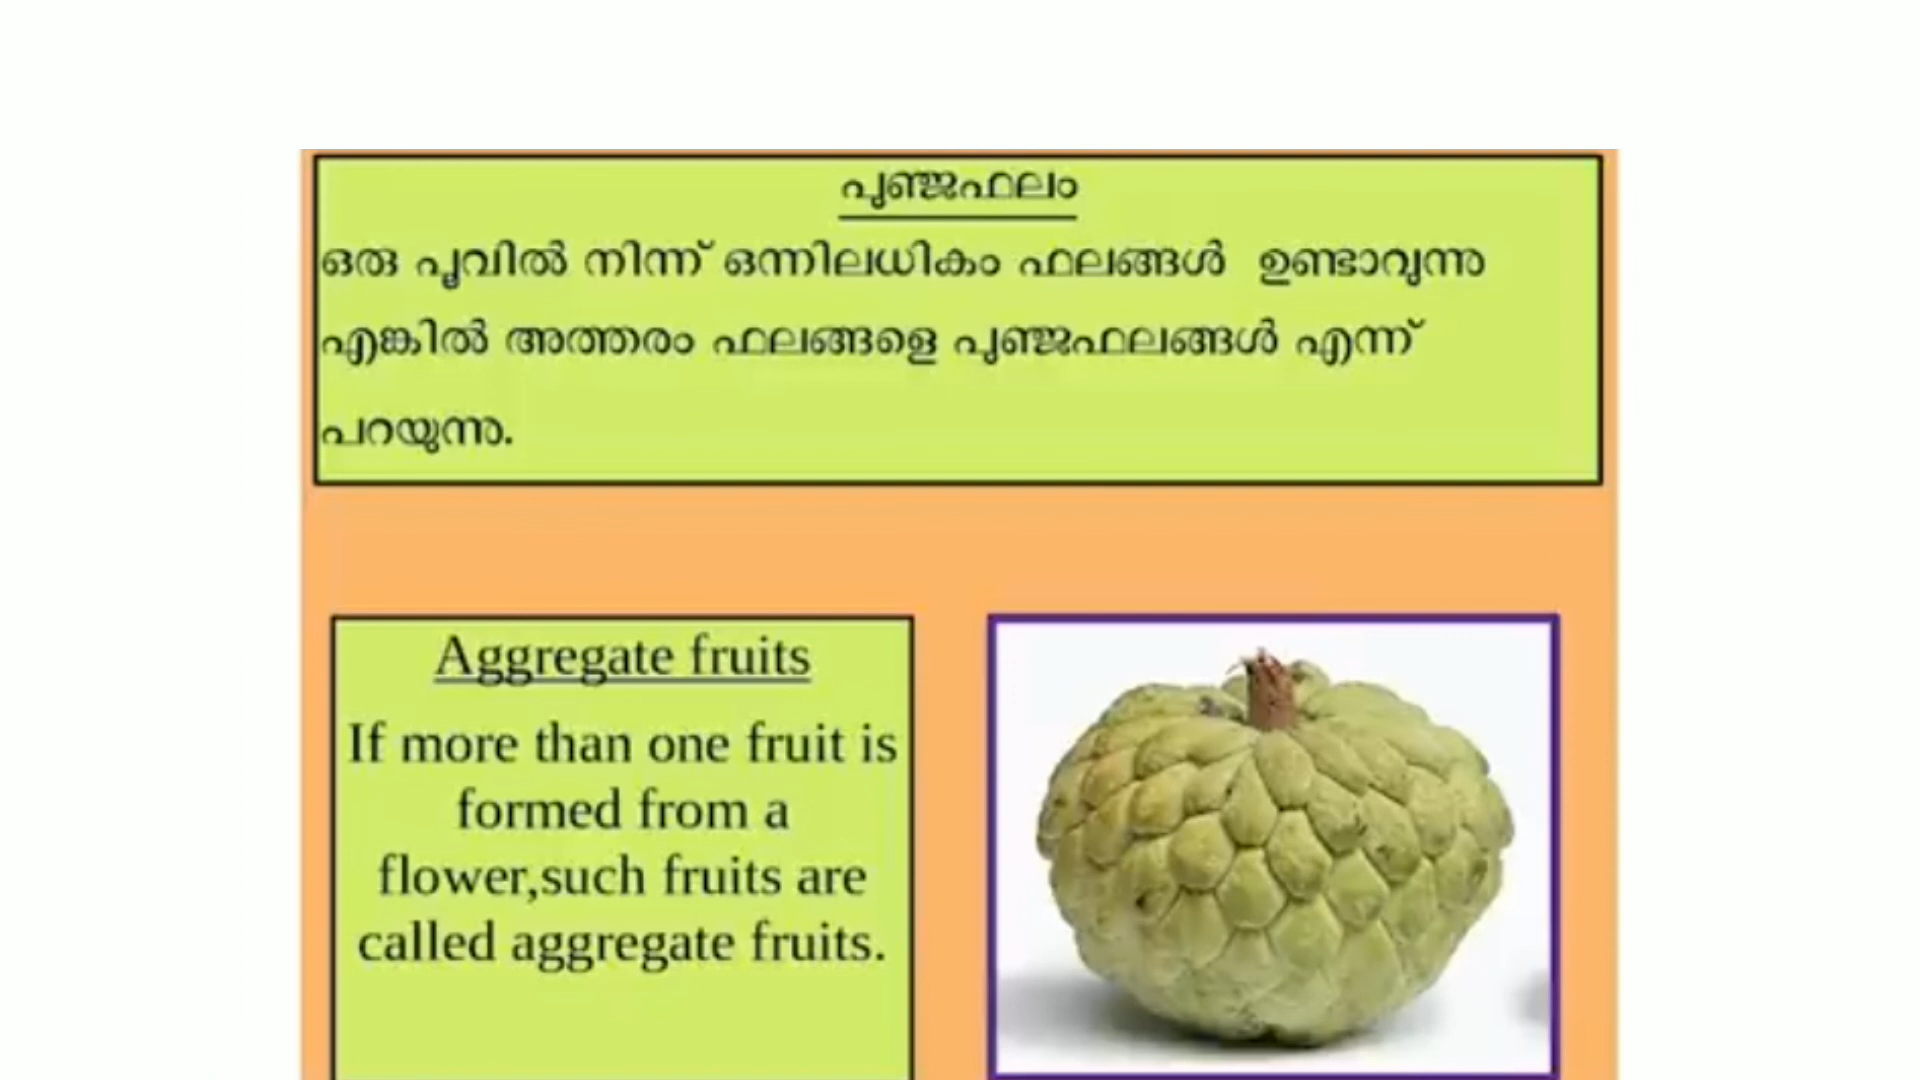 പുഞ്ജഫലം
ഒരു പൂവിൽ നിന്ന് ഒന്നിലധികം ഫലങ്ങൾ ഉണ്ടാവുന്നു
എങ്കിൽ അത്തരം ഫലങ്ങളെ പുഞ്ജഫലങ്ങൾ എന്ന്
പറയുന്നു.
Aggregate fruits
If more than one fruit is
formed from a
flower,such fruits are
called aggregate fruits.